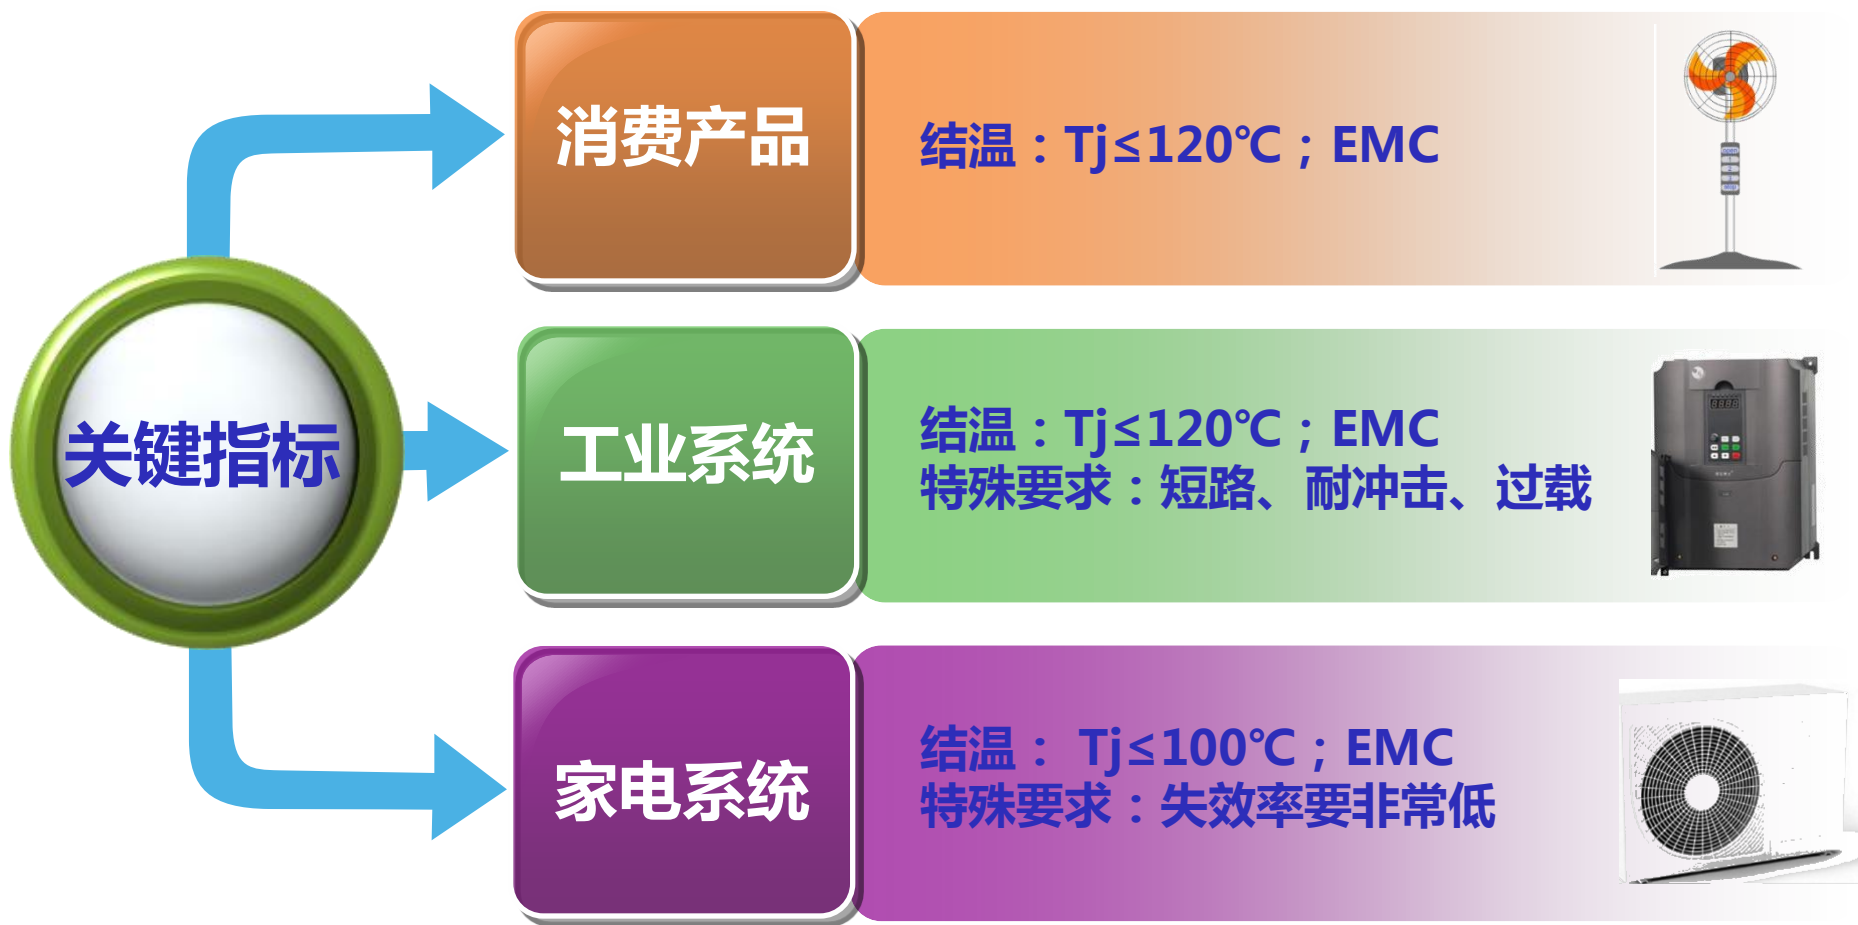 消费产品
结温：Tj≤120℃；EMC
关键指标
工业系统
结温：Tj≤120℃；EMC
特殊要求：短路、耐冲击、过载
家电系统
结温： Tj≤100℃；EMC
特殊要求：失效率要非常低